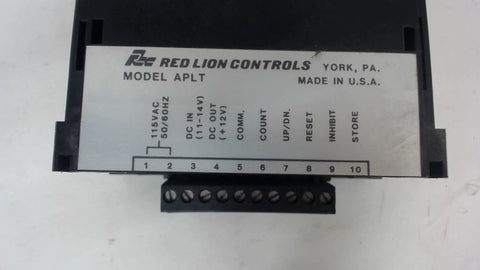 RED LION CONTROLS YORK, PA.
MODEL APLT MADE IN U.S.A.
115VAC
50/60HZ
DC IN
(11-14V)
DC OUT
(+12V)
COMM.
COUNT
UP/DN.
RESET
INHIBIT
STORE
1 2 3 4 5 6 7 8 9 10